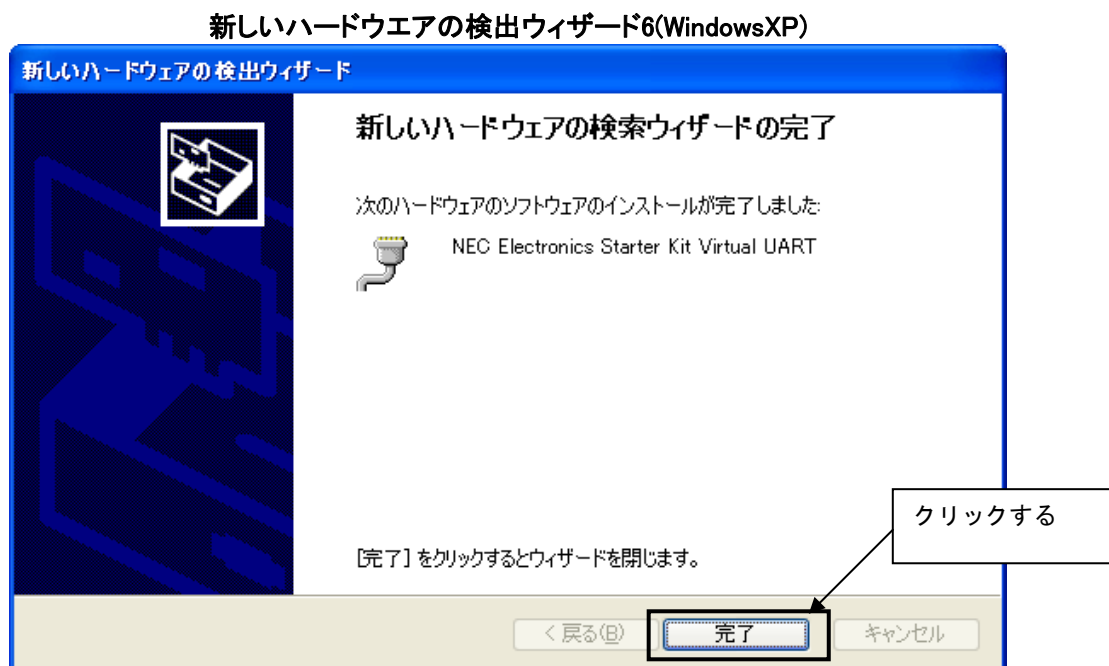 新しいハードウエアの検出ウィザード6(WindowsXP)
新しいハードウェアの検出ウィザード
新しいハードウェアの検索ウィザードの完了
次のハードウェアのソフトウェアのインストールが完了しました:
NEC Electronics Starter Kit Virtual UART
クリックする
[完了] をクリックするとウィザードを閉じます。
< 戻る(B)
完了
キャンセル